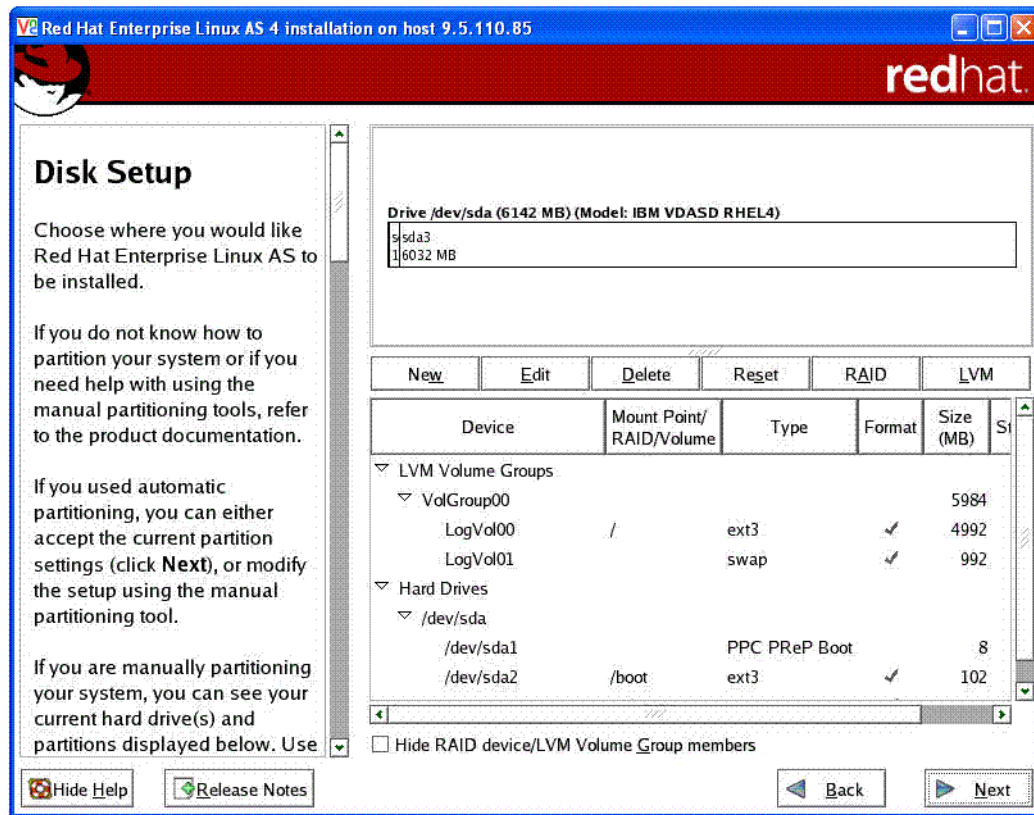 Red Hat Enterprise Linux AS 4 installation on host 9.5.110.85
redhat.
Disk Setup
Choose where you would like
Red Hat Enterprise Linux AS to
be installed.
If you do not know how to
partition your system or if you
need help with using the
manual partitioning tools, refer
to the product documentation.
If you used automatic
partitioning, you can either
accept the current partition
settings (click Next), or modify
the setup using the manual
partitioning tool.
If you are manually partitioning
your system, you can see your
current hard drive(s) and
partitions displayed below. Use
Drive /dev/sda (6142 MB) (Model: IBM VDASD RHEL4)
s sda3
1 6032 MB
New Edit Delete Reset RAID LVM
Device Mount Point/ RAID/Volume Type Format Size (MB) St
LVM Volume Groups
VolGroup00 5984
LogVol00 / ext3 4992
LogVol01 swap 992
Hard Drives
/dev/sda
/dev/sda1 PPC PReP Boot 8
/dev/sda2 /boot ext3 102
Hide RAID device/LVM Volume Group members
Hide Help Release Notes Back Next